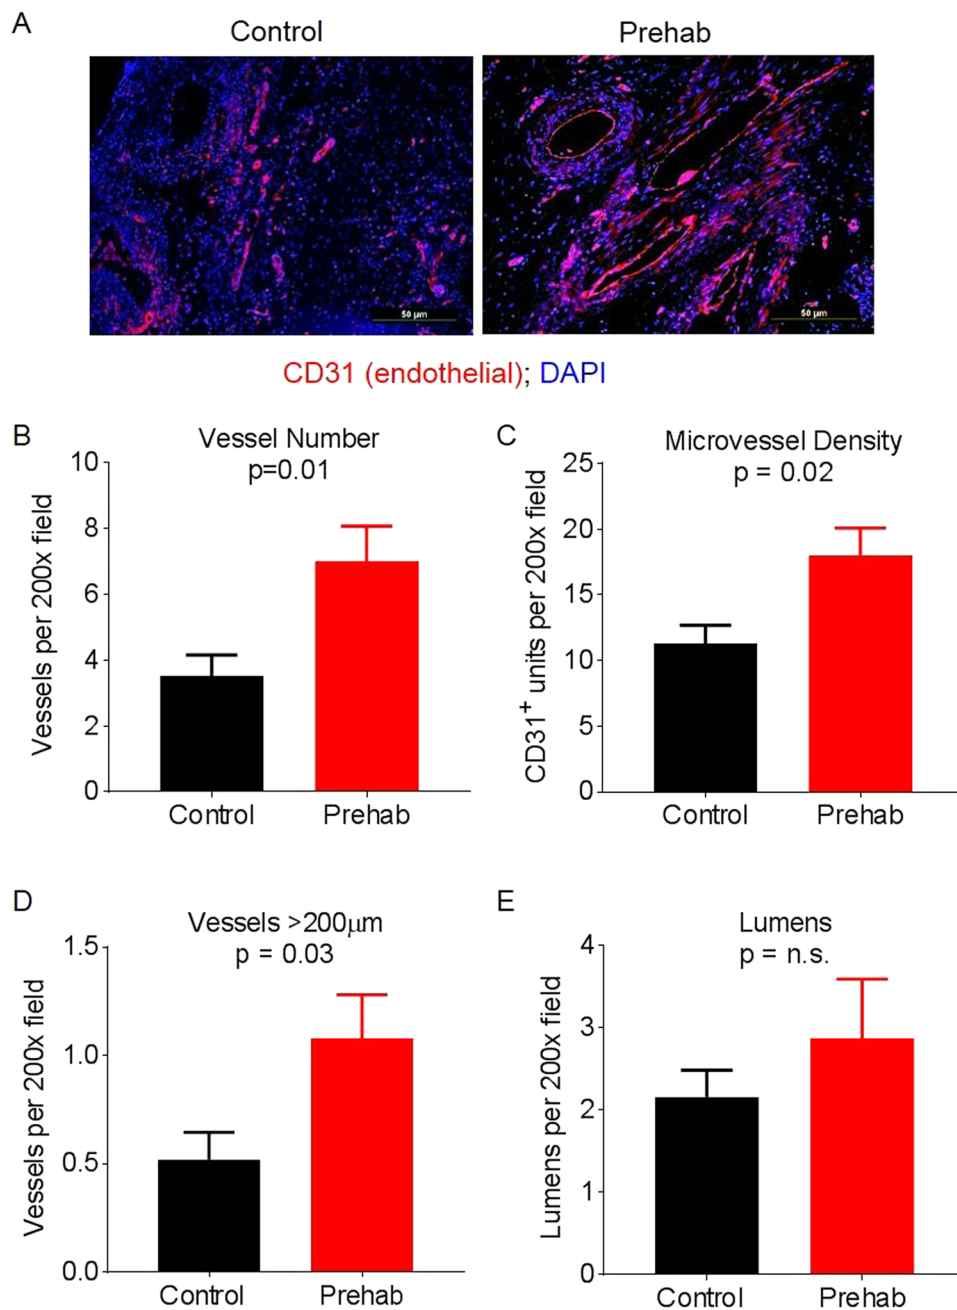 A
Control
Prehab
50 µm
50 µm
CD31 (endothelial); DAPI
B
Vessel Number
p=0.01
Vessels per 200x field
10
8
6
4
2
0
Control
Prehab
C
Microvessel Density
p = 0.02
CD31+ units per 200x field
25
20
15
10
5
0
Control
Prehab
D
Vessels >200µm
p = 0.03
Vessels per 200x field
1.5
1.0
0.5
0.0
Control
Prehab
E
Lumens
p = n.s.
Lumens per 200x field
4
3
2
1
0
Control
Prehab